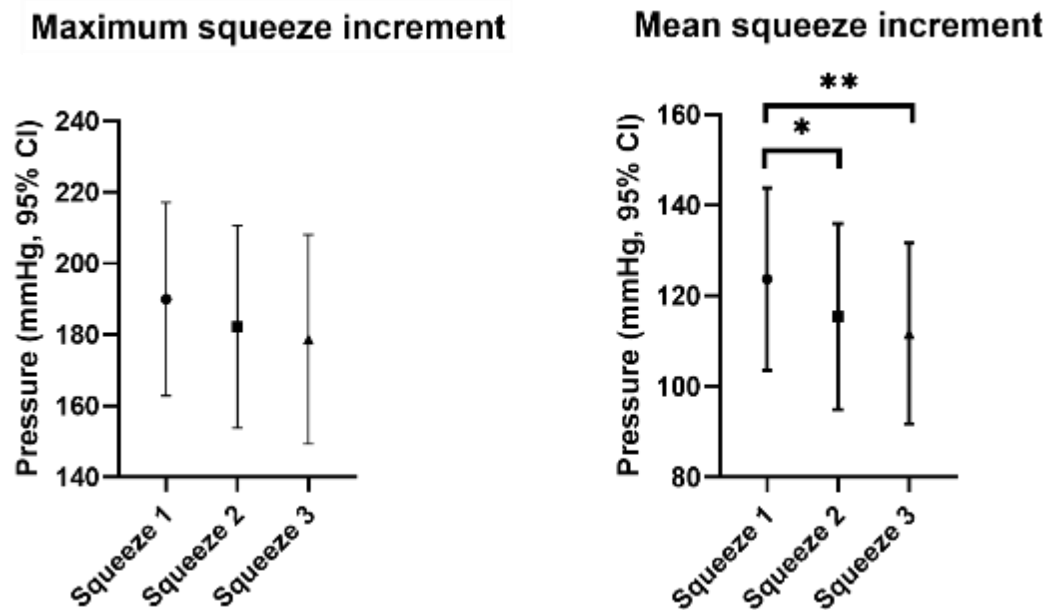 Maximum squeeze increment
Pressure (mmHg, 95% CI)
240
220
200
180
160
140
Squeeze 1
Squeeze 2
Squeeze 3
Mean squeeze increment
Pressure (mmHg, 95% CI)
160
140
120
100
80
**
*
Squeeze 1
Squeeze 2
Squeeze 3